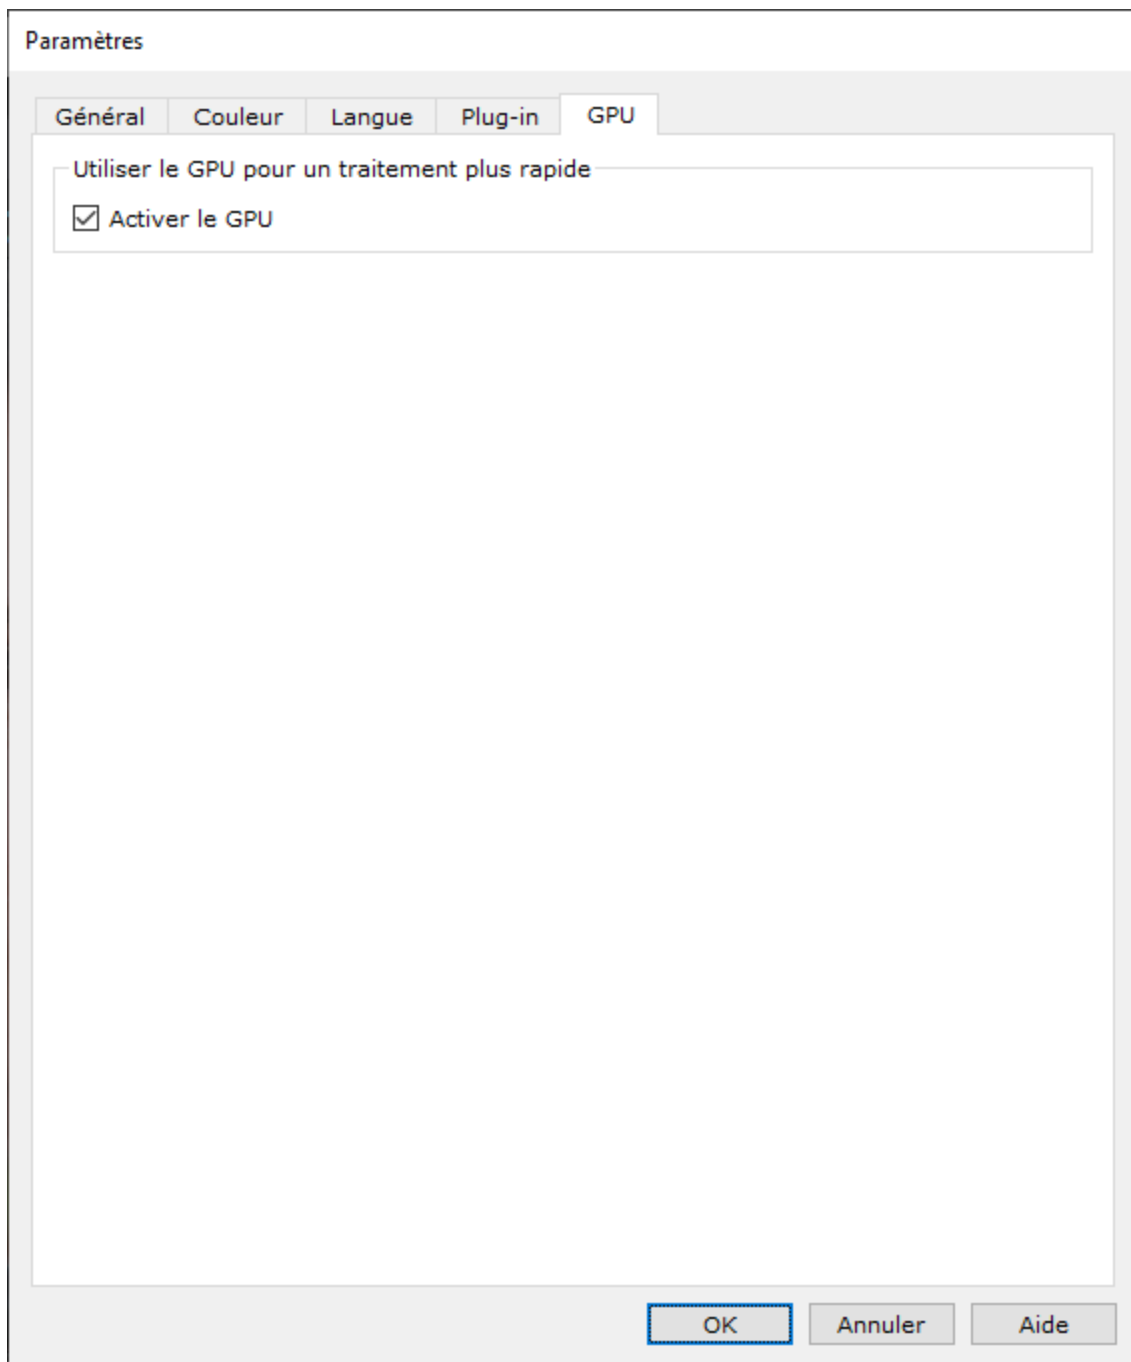 Paramètres
Général Couleur Langue Plug-in GPU
Utiliser le GPU pour un traitement plus rapide
Activer le GPU
OK Annuler Aide